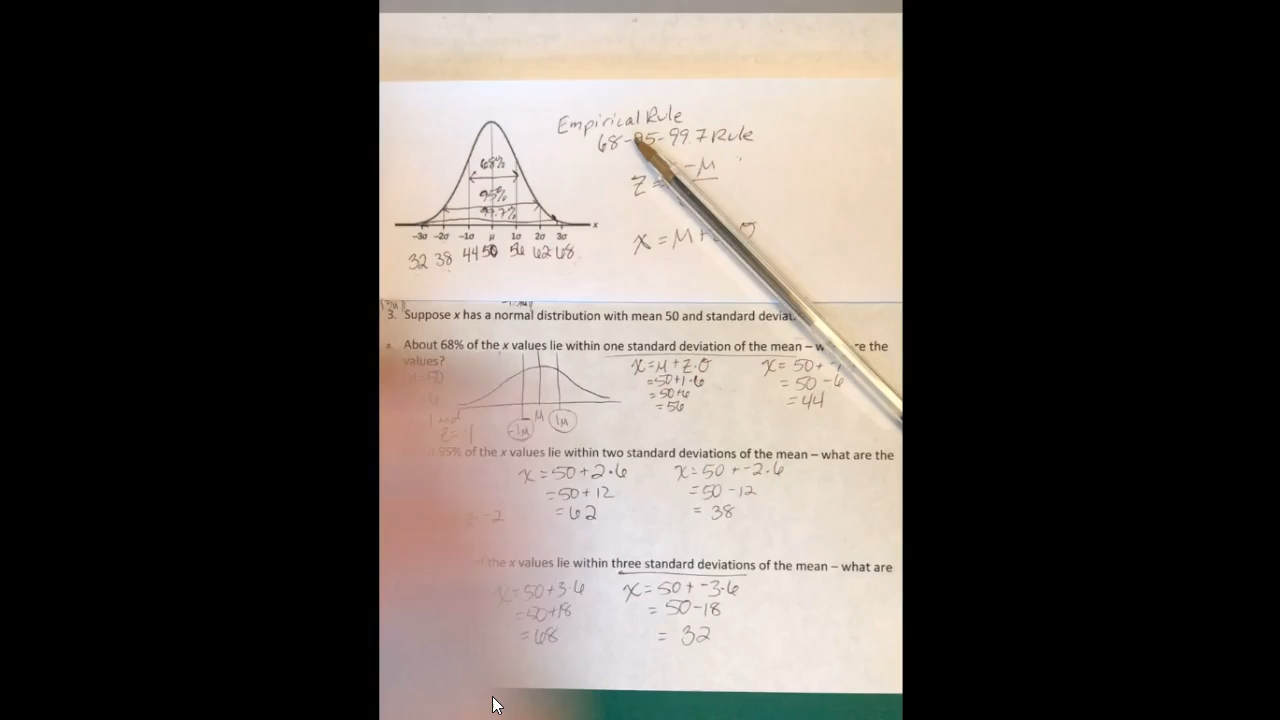 Empirical Rule
68-95-99.7 Rule
68%
95%
99.7%
x
-3σ -2σ -1σ μ 1σ 2σ 3σ
32 38 44 50 56 62 68
z = -μ
x = μ + σ
3. Suppose x has a normal distribution with mean 50 and standard
About 68% of the x values lie within one standard deviation of the mean – the
values?
x = μ + z·σ
= 50+1·6
= 50+6
= 56
x = 50 +
= 50 - 6
= 44
-1μ μ 1μ
95% of the x values lie within two standard deviations of the mean – what are the
x = 50 + 2·6
= 50 + 12
= 62
x = 50 + -2·6
= 50 - 12
= 38
-2
of the x values lie within three standard deviations of the mean – what are
x = 50 + 3·6
= 50 + 18
= 68
x = 50 + -3·6
= 50 - 18
= 32